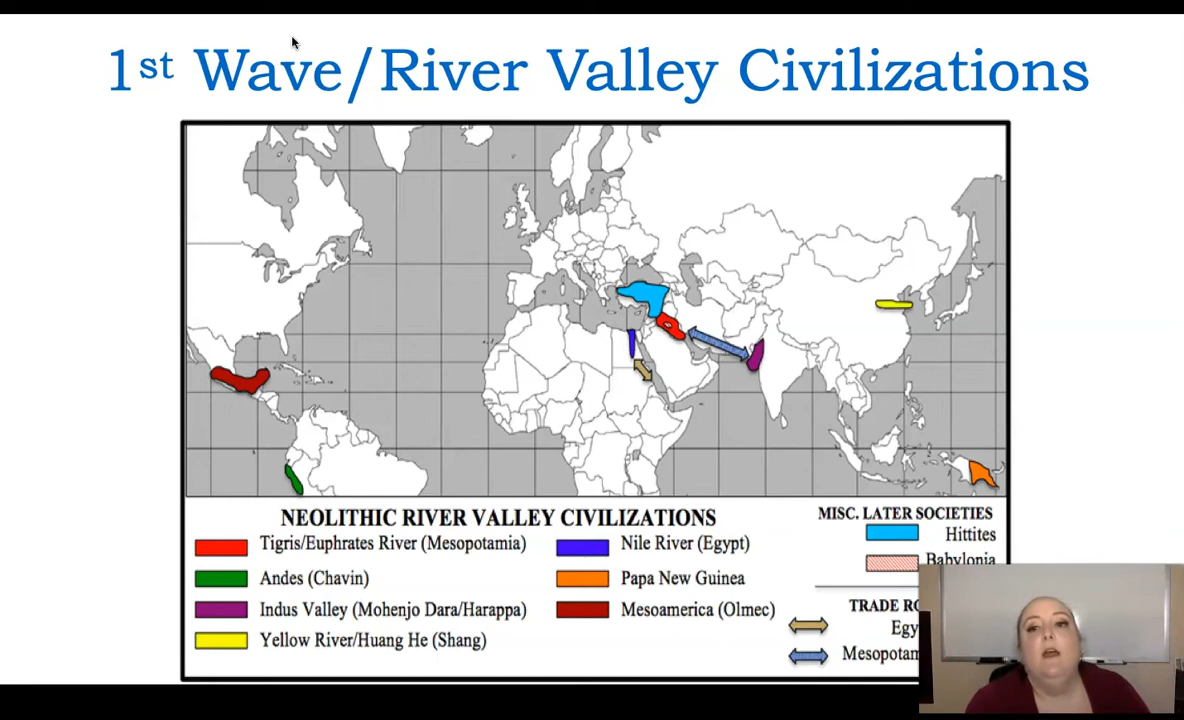 1st Wave/River Valley Civilizations
NEOLITHIC RIVER VALLEY CIVILIZATIONS
Tigris/Euphrates River (Mesopotamia)
Andes (Chavin)
Indus Valley (Mohenjo Dara/Harappa)
Yellow River/Huang He (Shang)
Nile River (Egypt)
Papa New Guinea
Mesoamerica (Olmec)
MISC. LATER SOCIETIES
Hittites
Babylonia
TRADE RO
Egy
Mesopotam